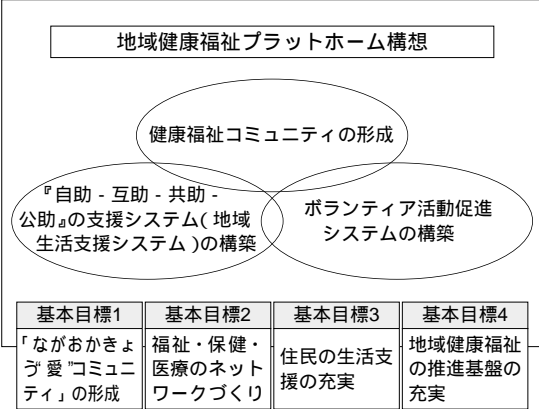 地域健康福祉プラットホーム構想
健康福祉コミュニティの形成
『自助 - 互助 - 共助 -
公助』の支援システム(地域
生活支援システム)の構築
ボランティア活動促進
システムの構築
基本目標1
「ながおかきょ
う“愛”コミュニ
ティ」の形成
基本目標2
福祉・保健・
医療のネット
ワークづくり
基本目標3
住民の生活支
援の充実
基本目標4
地域健康福祉
の推進基盤の
充実